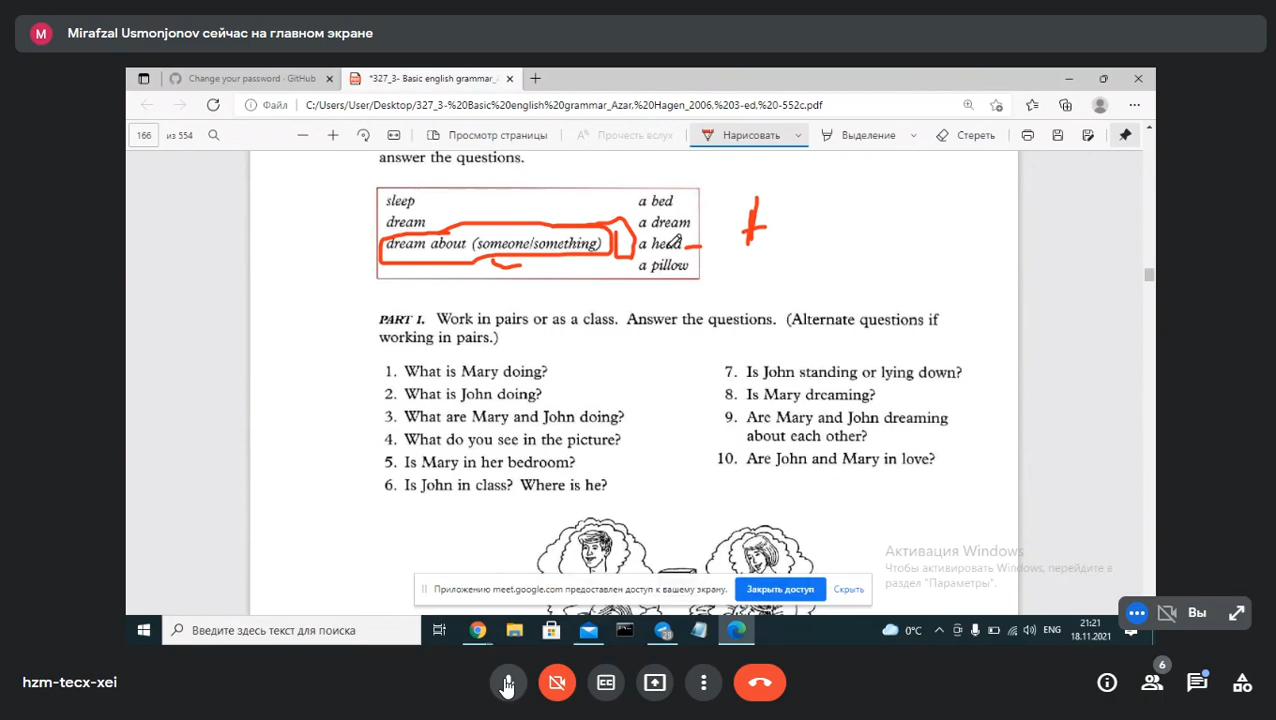 M Mirafzal Usmonjonov сейчас на главном экране
Change your password · GitHub
*327_3- Basic english grammar_
Файл C:/Users/User/Desktop/327_3-%20Basic%20english%20grammar_Azar,%20Hagen_2006.%203-ed,%20-552c.pdf
166 из 554 Просмотр страницы Прочесть вслух Нарисовать Выделение Стереть
answer the questions.
sleep
dream
dream about (someone/something)
a bed
a dream
a head
a pillow
PART I. Work in pairs or as a class. Answer the questions. (Alternate questions if
working in pairs.)
1. What is Mary doing?
2. What is John doing?
3. What are Mary and John doing?
4. What do you see in the picture?
5. Is Mary in her bedroom?
6. Is John in class? Where is he?
7. Is John standing or lying down?
8. Is Mary dreaming?
9. Are Mary and John dreaming
about each other?
10. Are John and Mary in love?
Активация Windows
Чтобы активировать Windows, перейдите в
раздел "Параметры".
Приложению meet.google.com предоставлен доступ к вашему экрану. Закрыть доступ Скрыть
Вы
Введите здесь текст для поиска
0°C ENG
21:21
18.11.2021
hzm-tecx-xei
6